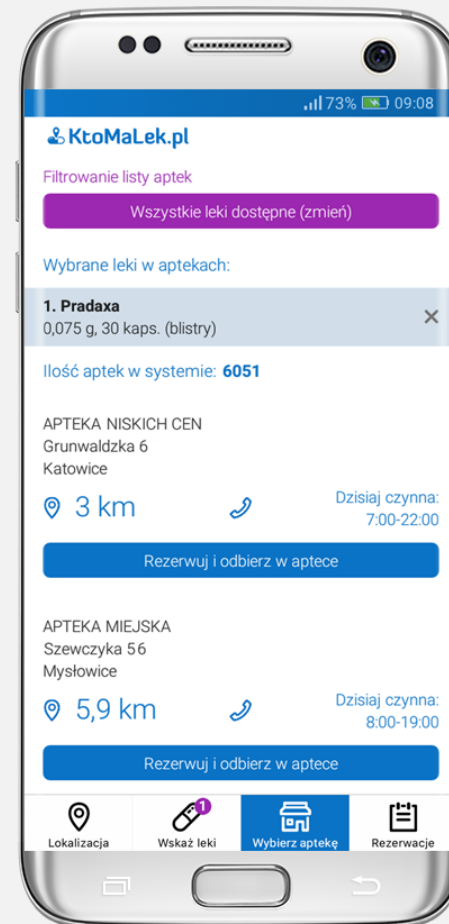 73% 09:08
KtoMaLek.pl
Filtrowanie listy aptek
Wszystkie leki dostępne (zmień)
Wybrane leki w aptekach:
1. Pradaxa
0,075 g, 30 kaps. (blistry)
Ilość aptek w systemie: 6051
APTEKA NISKICH CEN
Grunwaldzka 6
Katowice
3 km
Dzisiaj czynna:
7:00-22:00
Rezerwuj i odbierz w aptece
APTEKA MIEJSKA
Szewczyka 56
Mysłowice
5,9 km
Dzisiaj czynna:
8:00-19:00
Rezerwuj i odbierz w aptece
1
Lokalizacja Wskaż leki Wybierz aptekę Rezerwacje